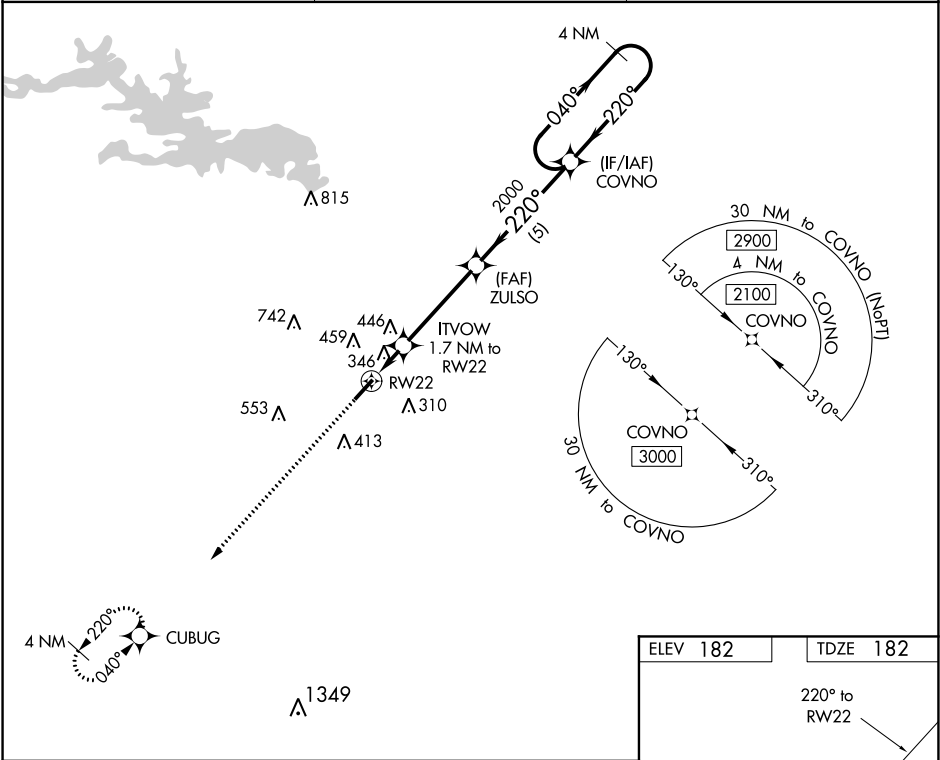 4 NM
040°
220°
(IF/IAF)
COVNO
2000
220°
(5)
(FAF)
ZULSO
815
742
459
446
346
ITVOW
1.7 NM to
RW22
RW22
310
553
413
30 NM to COVNO (NoPT)
2900
4 NM to COVNO
2100
130°
COVNO
310°
130°
COVNO
3000
310°
30 NM to COVNO
4 NM
220°
040°
CUBUG
1349
ELEV 182
TDZE 182
220° to
RW22